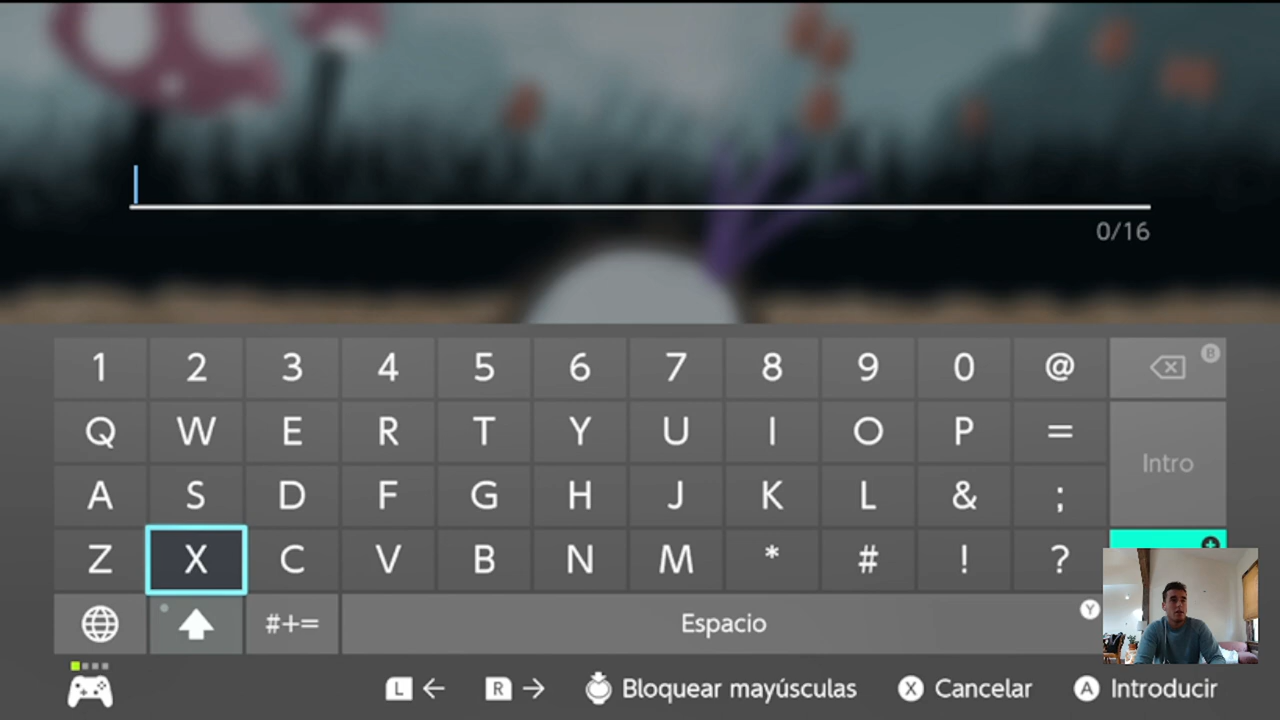 0/16
1 2 3 4 5 6 7 8 9 0 @ B
Q W E R T Y U I O P =
Intro
A S D F G H J K L & ;
Z X C V B N M * # ! ? +
#+= Espacio Y
L ← R → Bloquear mayúsculas X Cancelar A Introducir